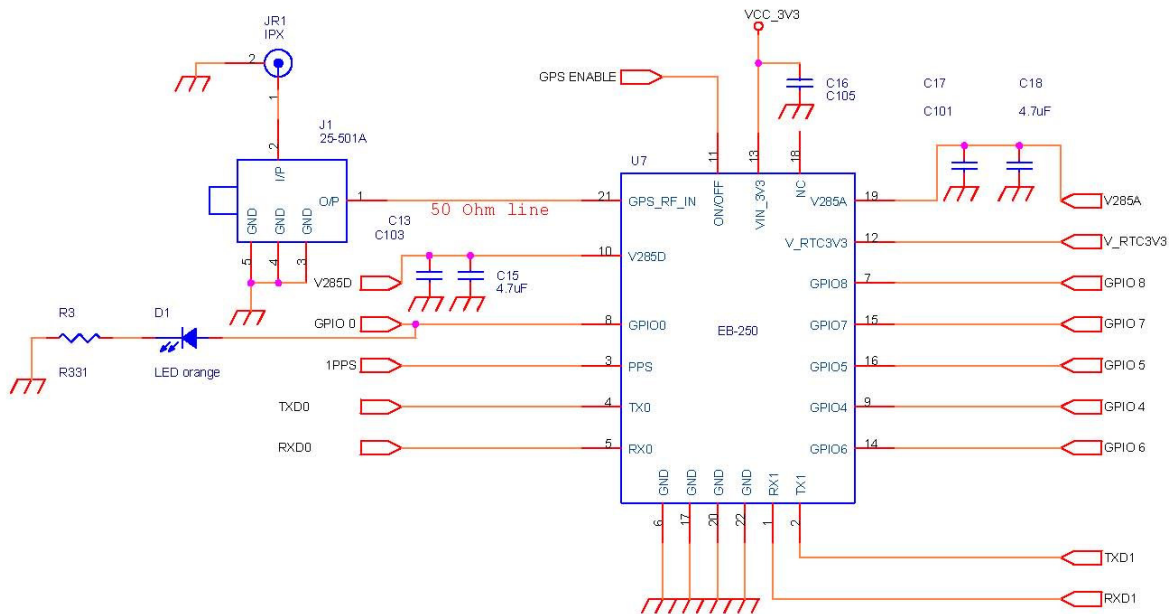 JR1
IPX
2
1
J1
25-501A
2
I/P
O/P
1
GND
GND
GND
5
4
3
50 Ohm line
C13
C103
C15
4.7uF
V285D
GPIO 0
1PPS
TXD0
RXD0
R3
R331
D1
LED orange
VCC_3V3
GPS ENABLE
C16
C105
C17
C101
C18
4.7uF
U7
11
13
18
ON/OFF
VIN_3V3
NC
21
GPS_RF_IN
10
V285D
8
GPIO0
3
PPS
4
TX0
5
RX0
EB-250
V285A
19
V285A
V_RTC3V3
12
V_RTC3V3
GPIO8
7
GPIO 8
GPIO7
15
GPIO 7
GPIO5
16
GPIO 5
GPIO4
9
GPIO 4
GPIO6
14
GPIO 6
GND
GND
GND
GND
RX1
TX1
6
17
20
22
1
2
TXD1
RXD1